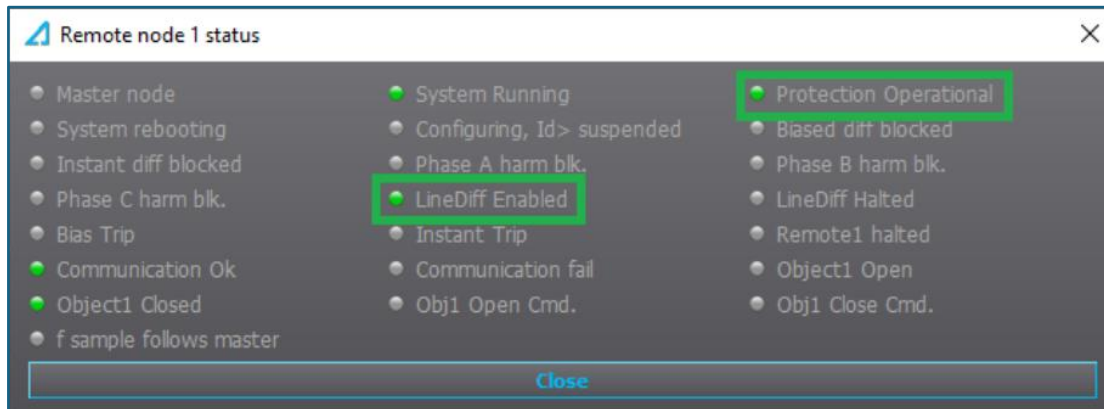 Remote node 1 status
Master node System Running Protection Operational
System rebooting Configuring, Id> suspended Biased diff blocked
Instant diff blocked Phase A harm blk. Phase B harm blk.
Phase C harm blk. LineDiff Enabled LineDiff Halted
Bias Trip Instant Trip Remote1 halted
Communication Ok Communication fail Object1 Open
Object1 Closed Obj1 Open Cmd. Obj1 Close Cmd.
f sample follows master
Close